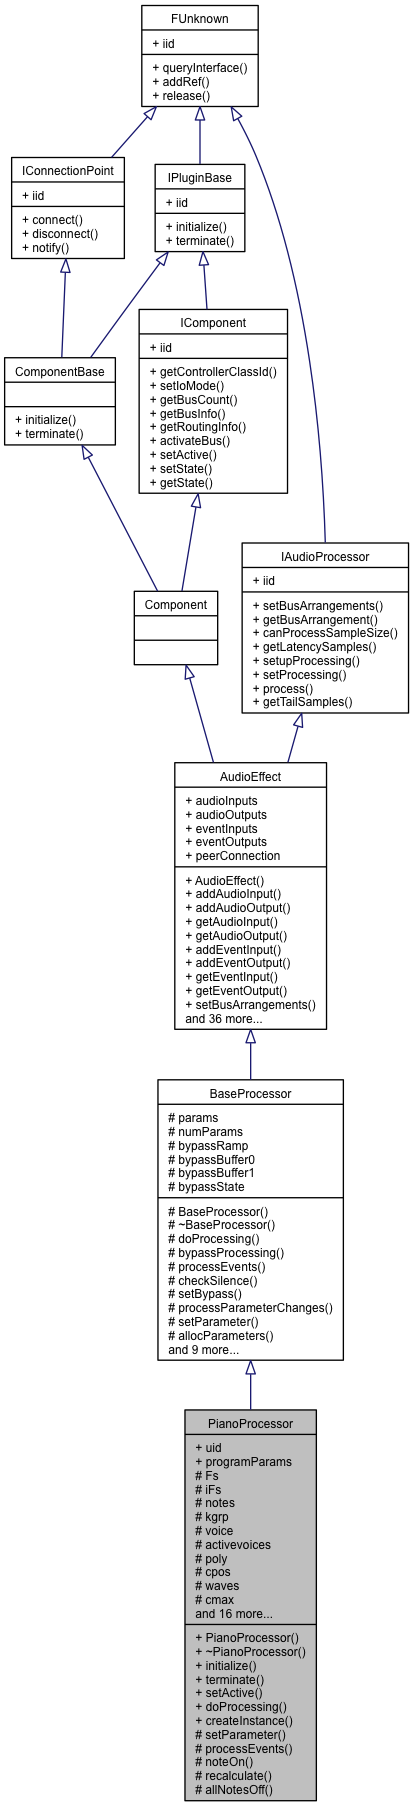 FUnknown
+ iid
+ queryInterface()
+ addRef()
+ release()
IConnectionPoint
+ iid
+ connect()
+ disconnect()
+ notify()
IPluginBase
+ iid
+ initialize()
+ terminate()
IComponent
+ iid
+ getControllerClassId()
+ setIoMode()
+ getBusCount()
+ getBusInfo()
+ getRoutingInfo()
+ activateBus()
+ setActive()
+ setState()
+ getState()
ComponentBase
+ initialize()
+ terminate()
IAudioProcessor
+ iid
+ setBusArrangements()
+ getBusArrangement()
+ canProcessSampleSize()
+ getLatencySamples()
+ setupProcessing()
+ setProcessing()
+ process()
+ getTailSamples()
Component
AudioEffect
+ audioInputs
+ audioOutputs
+ eventInputs
+ eventOutputs
+ peerConnection
+ AudioEffect()
+ addAudioInput()
+ addAudioOutput()
+ getAudioInput()
+ getAudioOutput()
+ addEventInput()
+ addEventOutput()
+ getEventInput()
+ getEventOutput()
+ setBusArrangements()
and 36 more...
BaseProcessor
# params
# numParams
# bypassRamp
# bypassBuffer0
# bypassBuffer1
# bypassState
# BaseProcessor()
# ~BaseProcessor()
# doProcessing()
# bypassProcessing()
# processEvents()
# checkSilence()
# setBypass()
# processParameterChanges()
# setParameter()
# allocParameters()
and 9 more...
PianoProcessor
+ uid
+ programParams
# Fs
# iFs
# notes
# kgrp
# voice
# activevoices
# poly
# cpos
# waves
# cmax
and 16 more...
+ PianoProcessor()
+ ~PianoProcessor()
+ initialize()
+ terminate()
+ setActive()
+ doProcessing()
+ createInstance()
# setParameter()
# processEvents()
# noteOn()
# recalculate()
# allNotesOff()